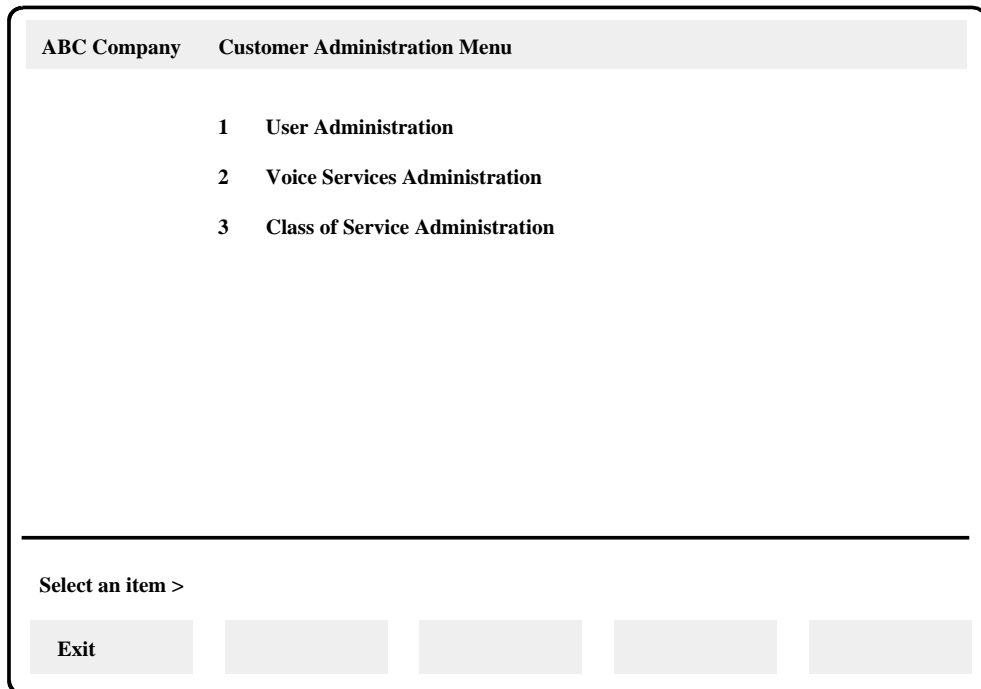 ABC Company Customer Administration Menu
1 User Administration
2 Voice Services Administration
3 Class of Service Administration
Select an item >
Exit